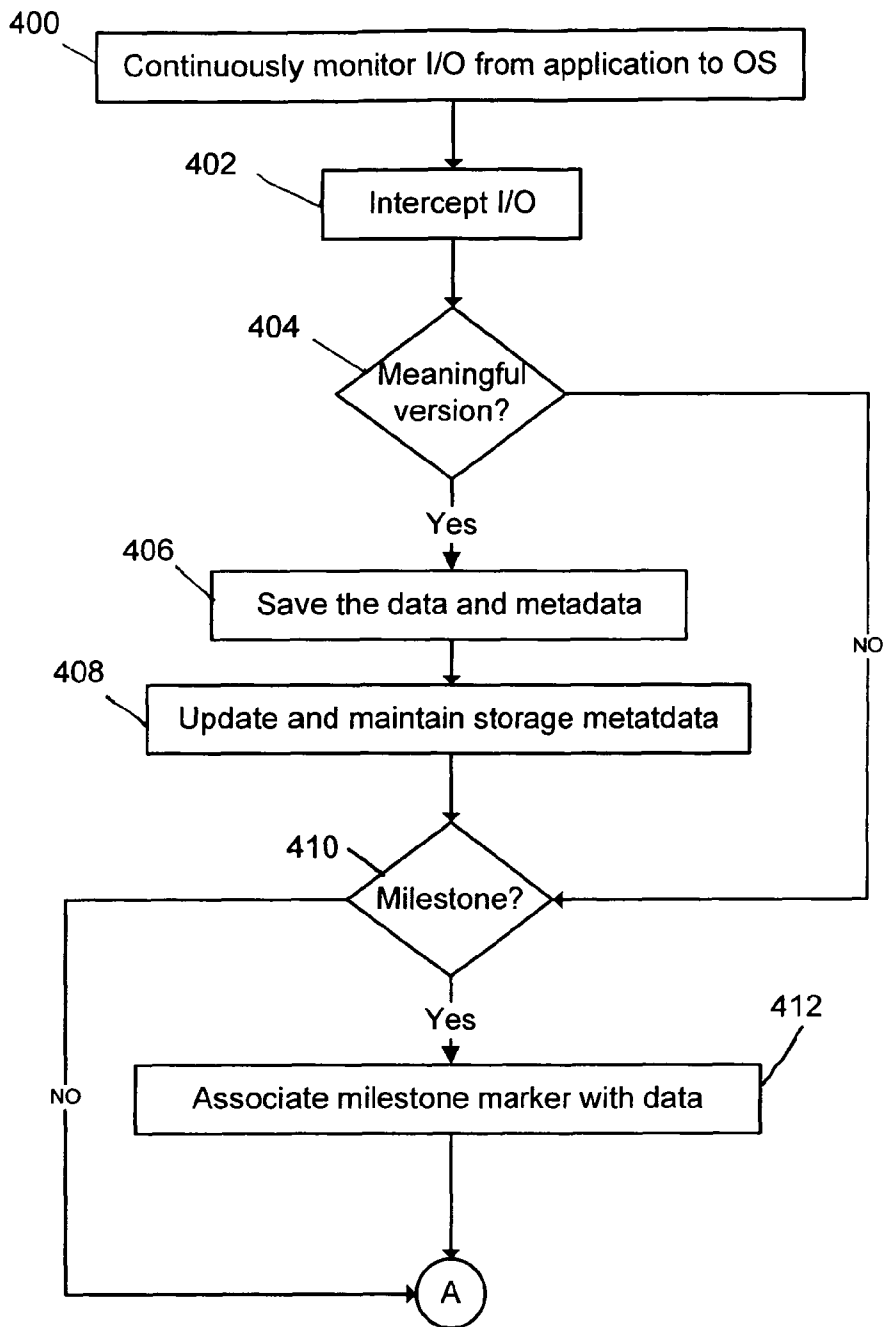 400
Continuously monitor I/O from application to OS
402
Intercept I/O
404
Meaningful
version?
Yes
406
Save the data and metadata
NO
408
Update and maintain storage metatdata
410
Milestone?
Yes
412
NO
Associate milestone marker with data
A